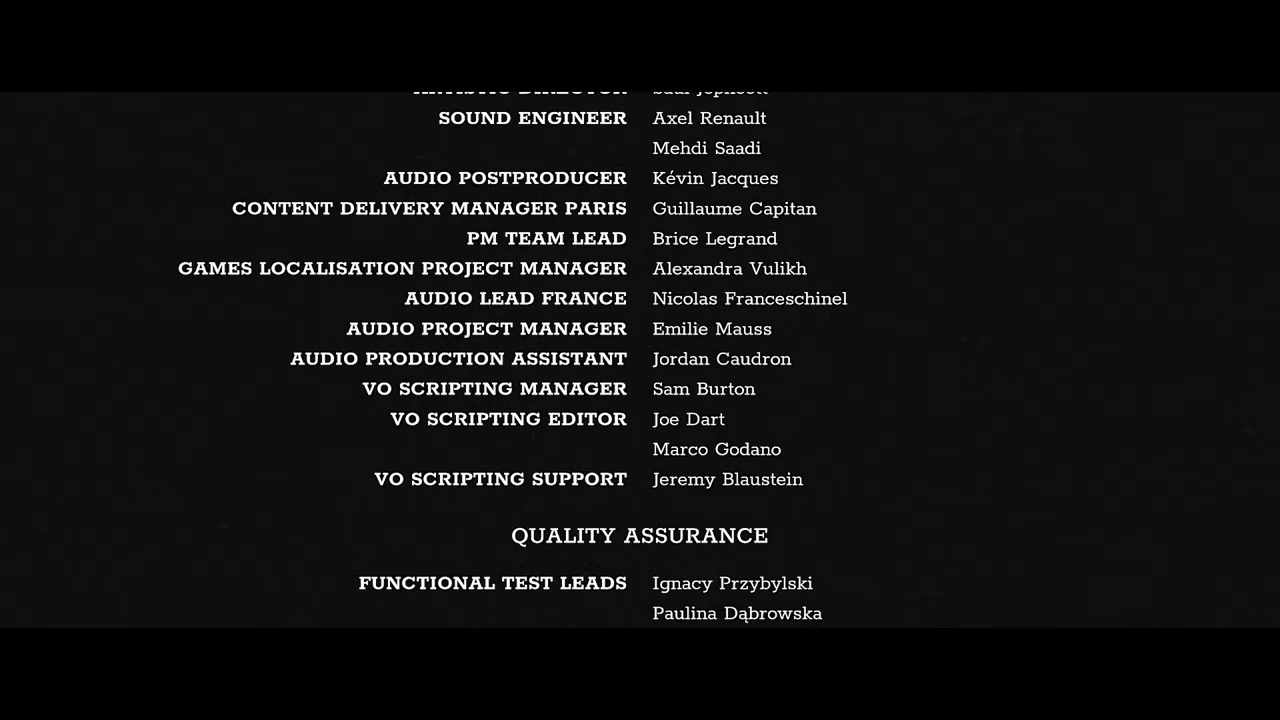 ARTISTIC DIRECTOR
SOUND ENGINEER Axel Renault
Mehdi Saadi
AUDIO POSTPRODUCER Kévin Jacques
CONTENT DELIVERY MANAGER PARIS Guillaume Capitan
PM TEAM LEAD Brice Legrand
GAMES LOCALISATION PROJECT MANAGER Alexandra Vulikh
AUDIO LEAD FRANCE Nicolas Franceschinel
AUDIO PROJECT MANAGER Emilie Mauss
AUDIO PRODUCTION ASSISTANT Jordan Caudron
VO SCRIPTING MANAGER Sam Burton
VO SCRIPTING EDITOR Joe Dart
Marco Godano
VO SCRIPTING SUPPORT Jeremy Blaustein
QUALITY ASSURANCE
FUNCTIONAL TEST LEADS Ignacy Przybylski
Paulina Dąbrowska